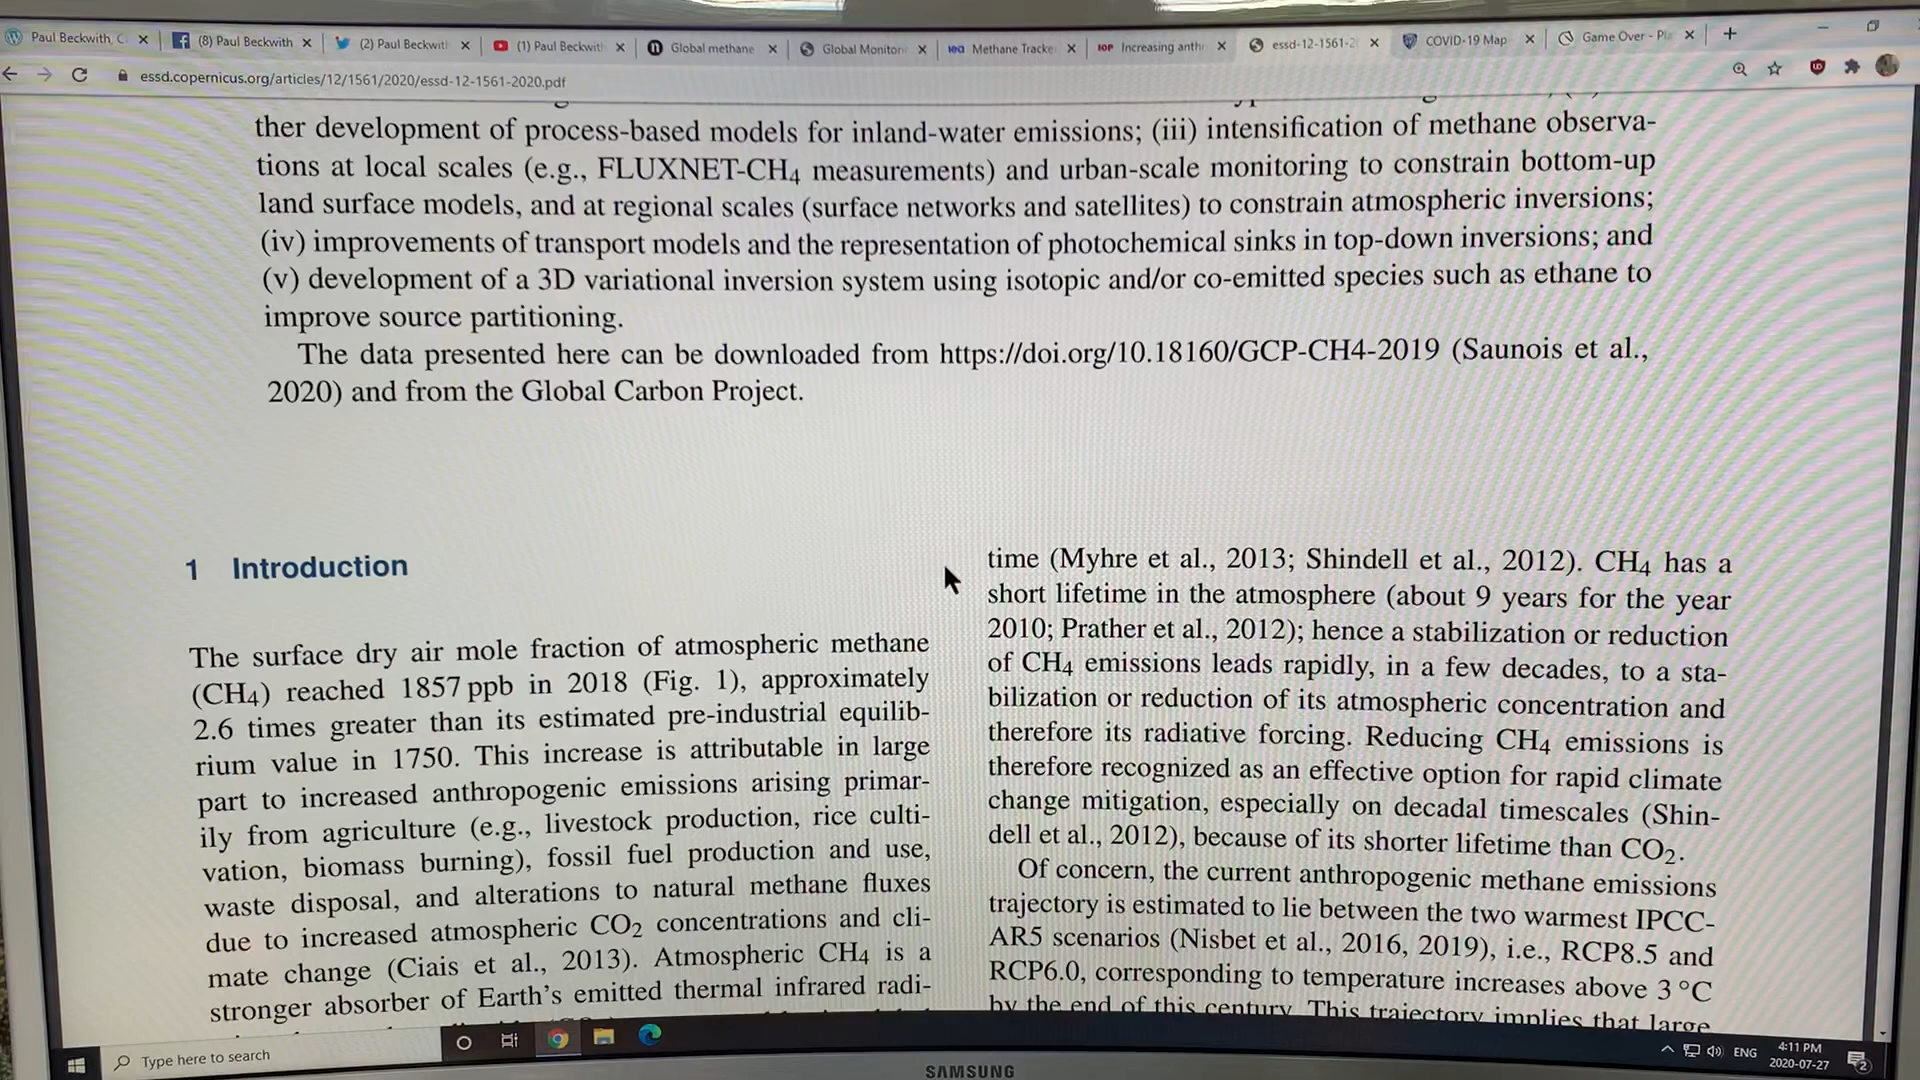 Paul Beckwith, C
(8) Paul Beckwith
(2) Paul Beckwit
(1) Paul Beckwit
Global methane
Global Monitori
iea Methane Tracke
IOP Increasing anthr
essd-12-1561-2
COVID-19 Map
Game Over - Pla
essd.copernicus.org/articles/12/1561/2020/essd-12-1561-2020.pdf
ther development of process-based models for inland-water emissions; (iii) intensification of methane observa-
tions at local scales (e.g., FLUXNET-CH4 measurements) and urban-scale monitoring to constrain bottom-up
land surface models, and at regional scales (surface networks and satellites) to constrain atmospheric inversions;
(iv) improvements of transport models and the representation of photochemical sinks in top-down inversions; and
(v) development of a 3D variational inversion system using isotopic and/or co-emitted species such as ethane to
improve source partitioning.
The data presented here can be downloaded from https://doi.org/10.18160/GCP-CH4-2019 (Saunois et al.,
2020) and from the Global Carbon Project.
1 Introduction
The surface dry air mole fraction of atmospheric methane
(CH4) reached 1857 ppb in 2018 (Fig. 1), approximately
2.6 times greater than its estimated pre-industrial equilib-
rium value in 1750. This increase is attributable in large
part to increased anthropogenic emissions arising primar-
ily from agriculture (e.g., livestock production, rice culti-
vation, biomass burning), fossil fuel production and use,
waste disposal, and alterations to natural methane fluxes
due to increased atmospheric CO2 concentrations and cli-
mate change (Ciais et al., 2013). Atmospheric CH4 is a
stronger absorber of Earth's emitted thermal infrared radi-
time (Myhre et al., 2013; Shindell et al., 2012). CH4 has a
short lifetime in the atmosphere (about 9 years for the year
2010; Prather et al., 2012); hence a stabilization or reduction
of CH4 emissions leads rapidly, in a few decades, to a sta-
bilization or reduction of its atmospheric concentration and
therefore its radiative forcing. Reducing CH4 emissions is
therefore recognized as an effective option for rapid climate
change mitigation, especially on decadal timescales (Shin-
dell et al., 2012), because of its shorter lifetime than CO2.
Of concern, the current anthropogenic methane emissions
trajectory is estimated to lie between the two warmest IPCC-
AR5 scenarios (Nisbet et al., 2016, 2019), i.e., RCP8.5 and
RCP6.0, corresponding to temperature increases above 3 °C
by the end of this century. This trajectory implies that large
Type here to search
ENG
4:11 PM
2020-07-27
2
SAMSUNG